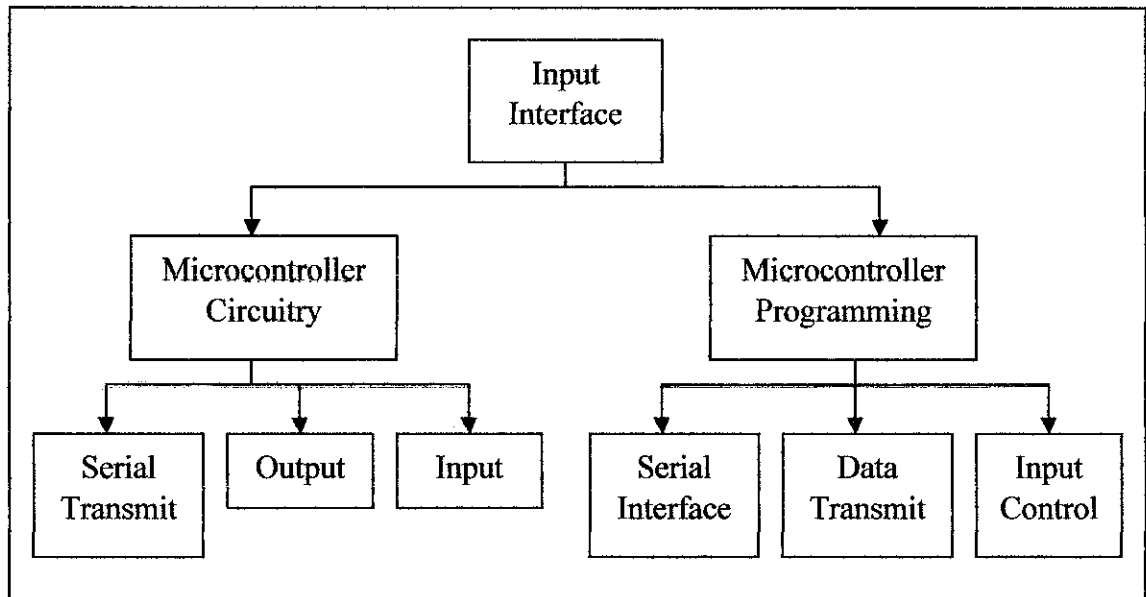 Input
Interface
Microcontroller
Circuitry
Microcontroller
Programming
Serial
Transmit
Output
Input
Serial
Interface
Data
Transmit
Input
Control